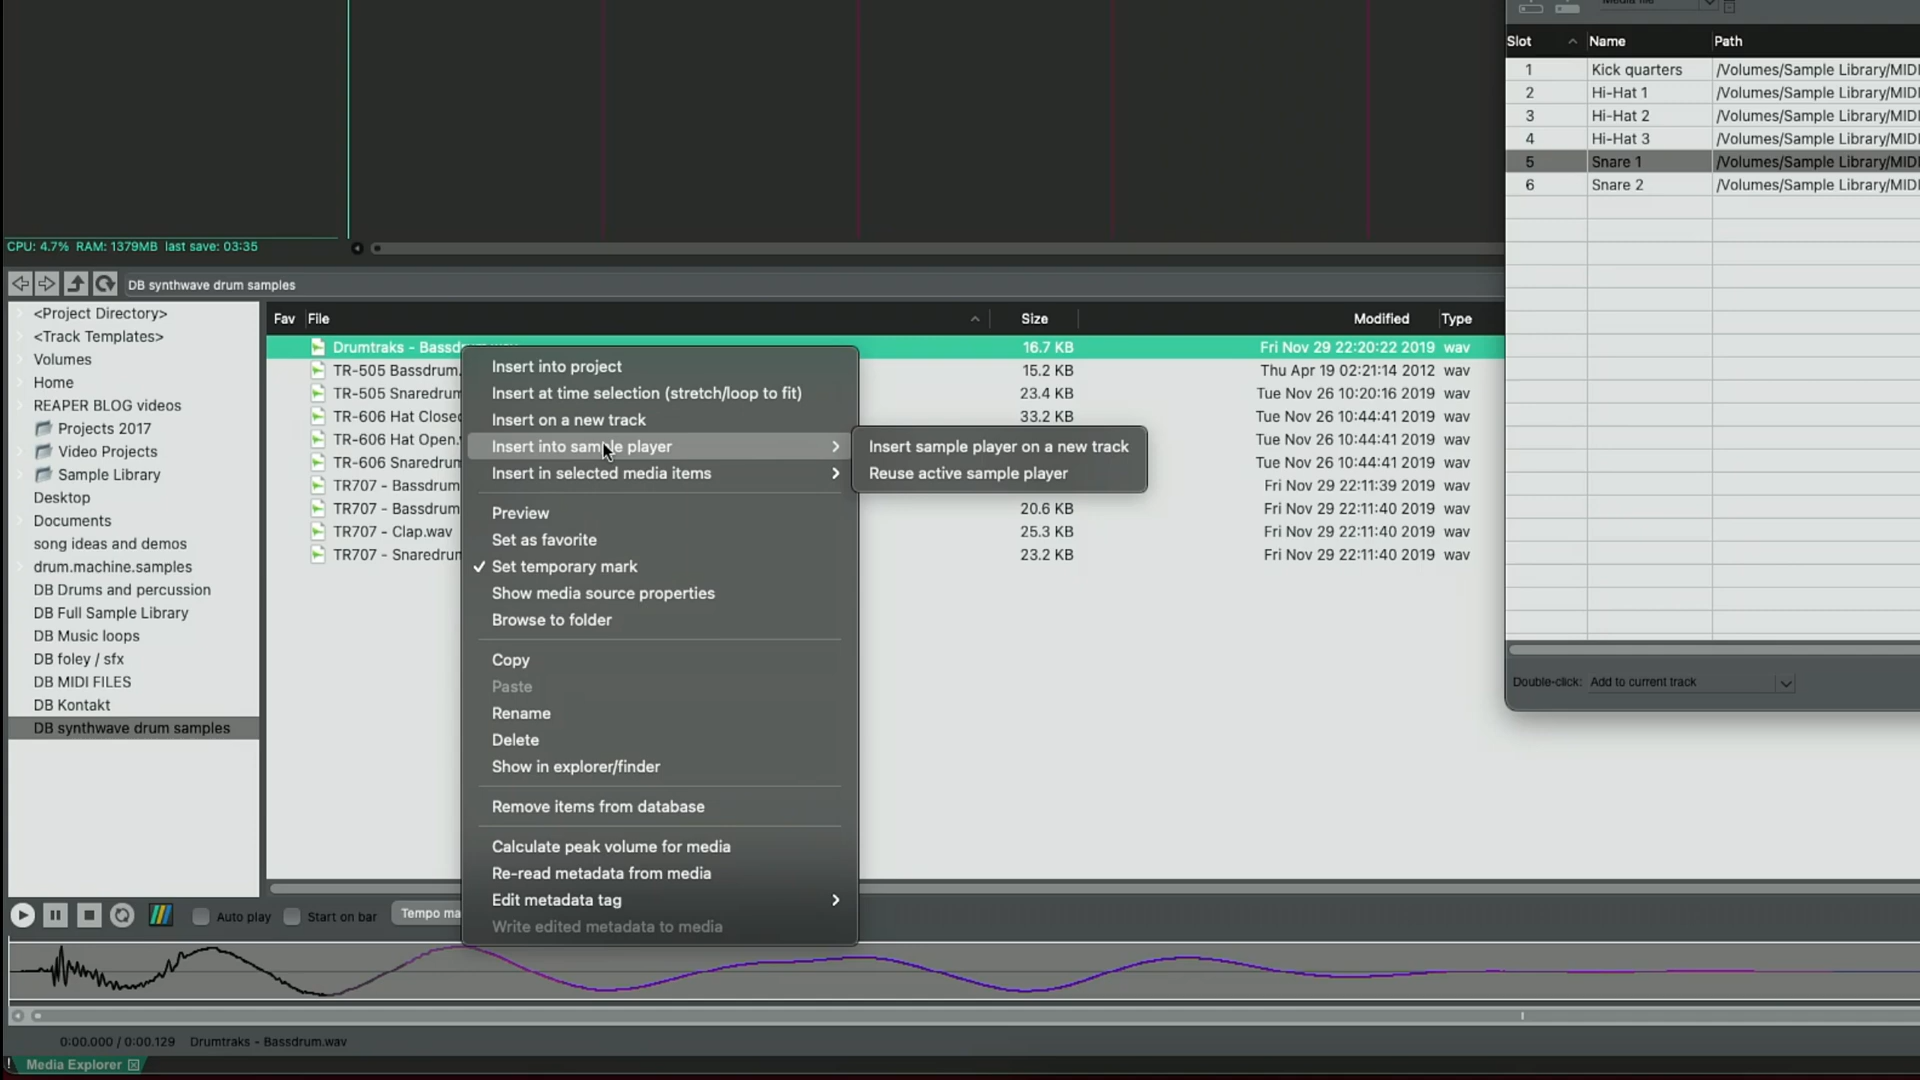 Slot Name Path
1 Kick quarters /Volumes/Sample Library/MIDI
2 Hi-Hat 1 /Volumes/Sample Library/MIDI
3 Hi-Hat 2 /Volumes/Sample Library/MIDI
4 Hi-Hat 3 /Volumes/Sample Library/MIDI
5 Snare 1 /Volumes/Sample Library/MIDI
6 Snare 2 /Volumes/Sample Library/MIDI
Double-click: Add to current track
CPU: 4.7% RAM: 1379MB last save: 03:35
DB synthwave drum samples
<Project Directory>
<Track Templates>
Volumes
Home
REAPER BLOG videos
Projects 2017
Video Projects
Sample Library
Desktop
Documents
song ideas and demos
drum.machine.samples
DB Drums and percussion
DB Full Sample Library
DB Music loops
DB foley / sfx
DB MIDI FILES
DB Kontakt
DB synthwave drum samples
Fav File Size Modified Type
Drumtraks - Bassdrum.wav 16.7 KB Fri Nov 29 22:20:22 2019 wav
TR-505 Bassdrum. 15.2 KB Thu Apr 19 02:21:14 2012 wav
TR-505 Snaredrum 23.4 KB Tue Nov 26 10:20:16 2019 wav
TR-606 Hat Closed 33.2 KB Tue Nov 26 10:44:41 2019 wav
TR-606 Hat Open. Tue Nov 26 10:44:41 2019 wav
TR-606 Snaredrum Tue Nov 26 10:44:41 2019 wav
TR707 - Bassdrum Fri Nov 29 22:11:39 2019 wav
TR707 - Bassdrum 20.6 KB Fri Nov 29 22:11:40 2019 wav
TR707 - Clap.wav 25.3 KB Fri Nov 29 22:11:40 2019 wav
TR707 - Snaredrum 23.2 KB Fri Nov 29 22:11:40 2019 wav
Insert into project
Insert at time selection (stretch/loop to fit)
Insert on a new track
Insert into sample player
Insert in selected media items
Insert sample player on a new track
Reuse active sample player
Preview
Set as favorite
Set temporary mark
Show media source properties
Browse to folder
Copy
Paste
Rename
Delete
Show in explorer/finder
Remove items from database
Calculate peak volume for media
Re-read metadata from media
Edit metadata tag
Write edited metadata to media
Auto play Start on bar Tempo ma
0:00.000 / 0:00.129 Drumtraks - Bassdrum.wav
! Media Explorer